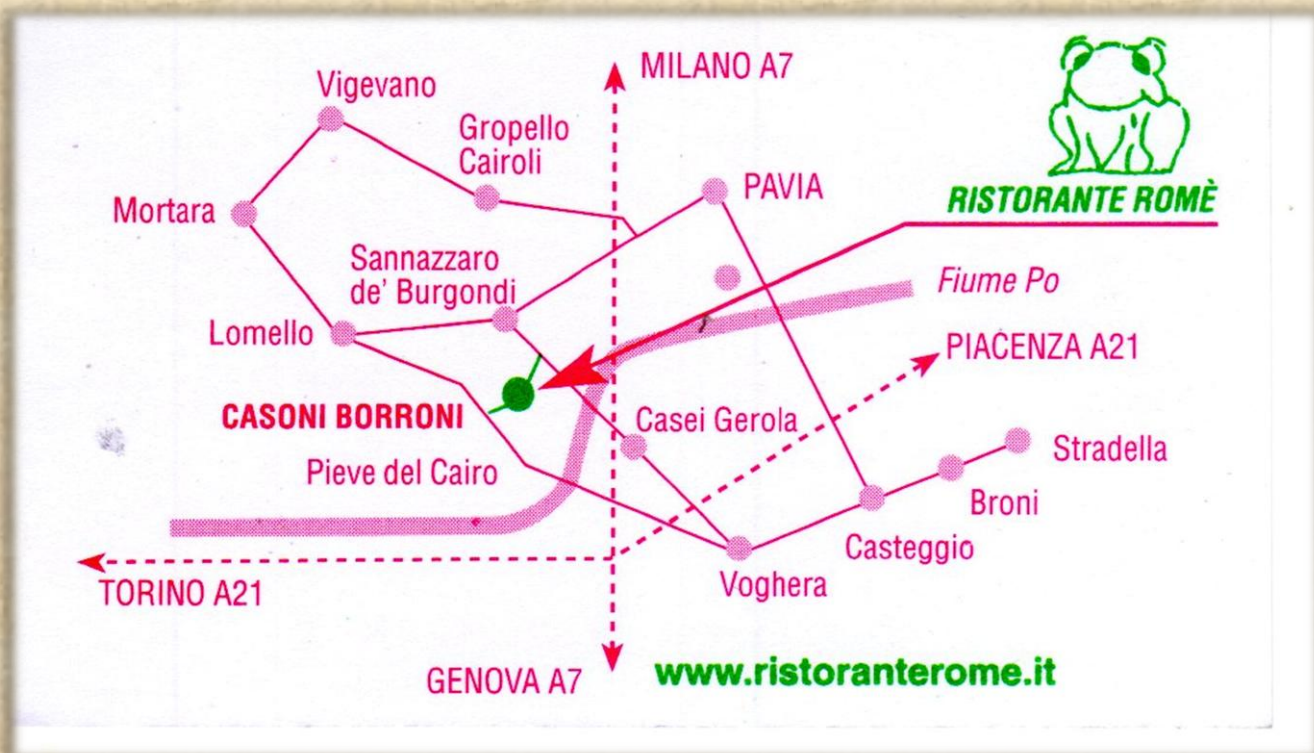 MILANO A7
Vigevano
Gropello
Cairoli
PAVIA
RISTORANTE ROMÈ
Mortara
Sannazzaro
de' Burgondi
Fiume Po
Lomello
PIACENZA A21
CASONI BORRONI
Casei Gerola
Stradella
Pieve del Cairo
Broni
Casteggio
Voghera
TORINO A21
GENOVA A7
www.ristoranterome.it